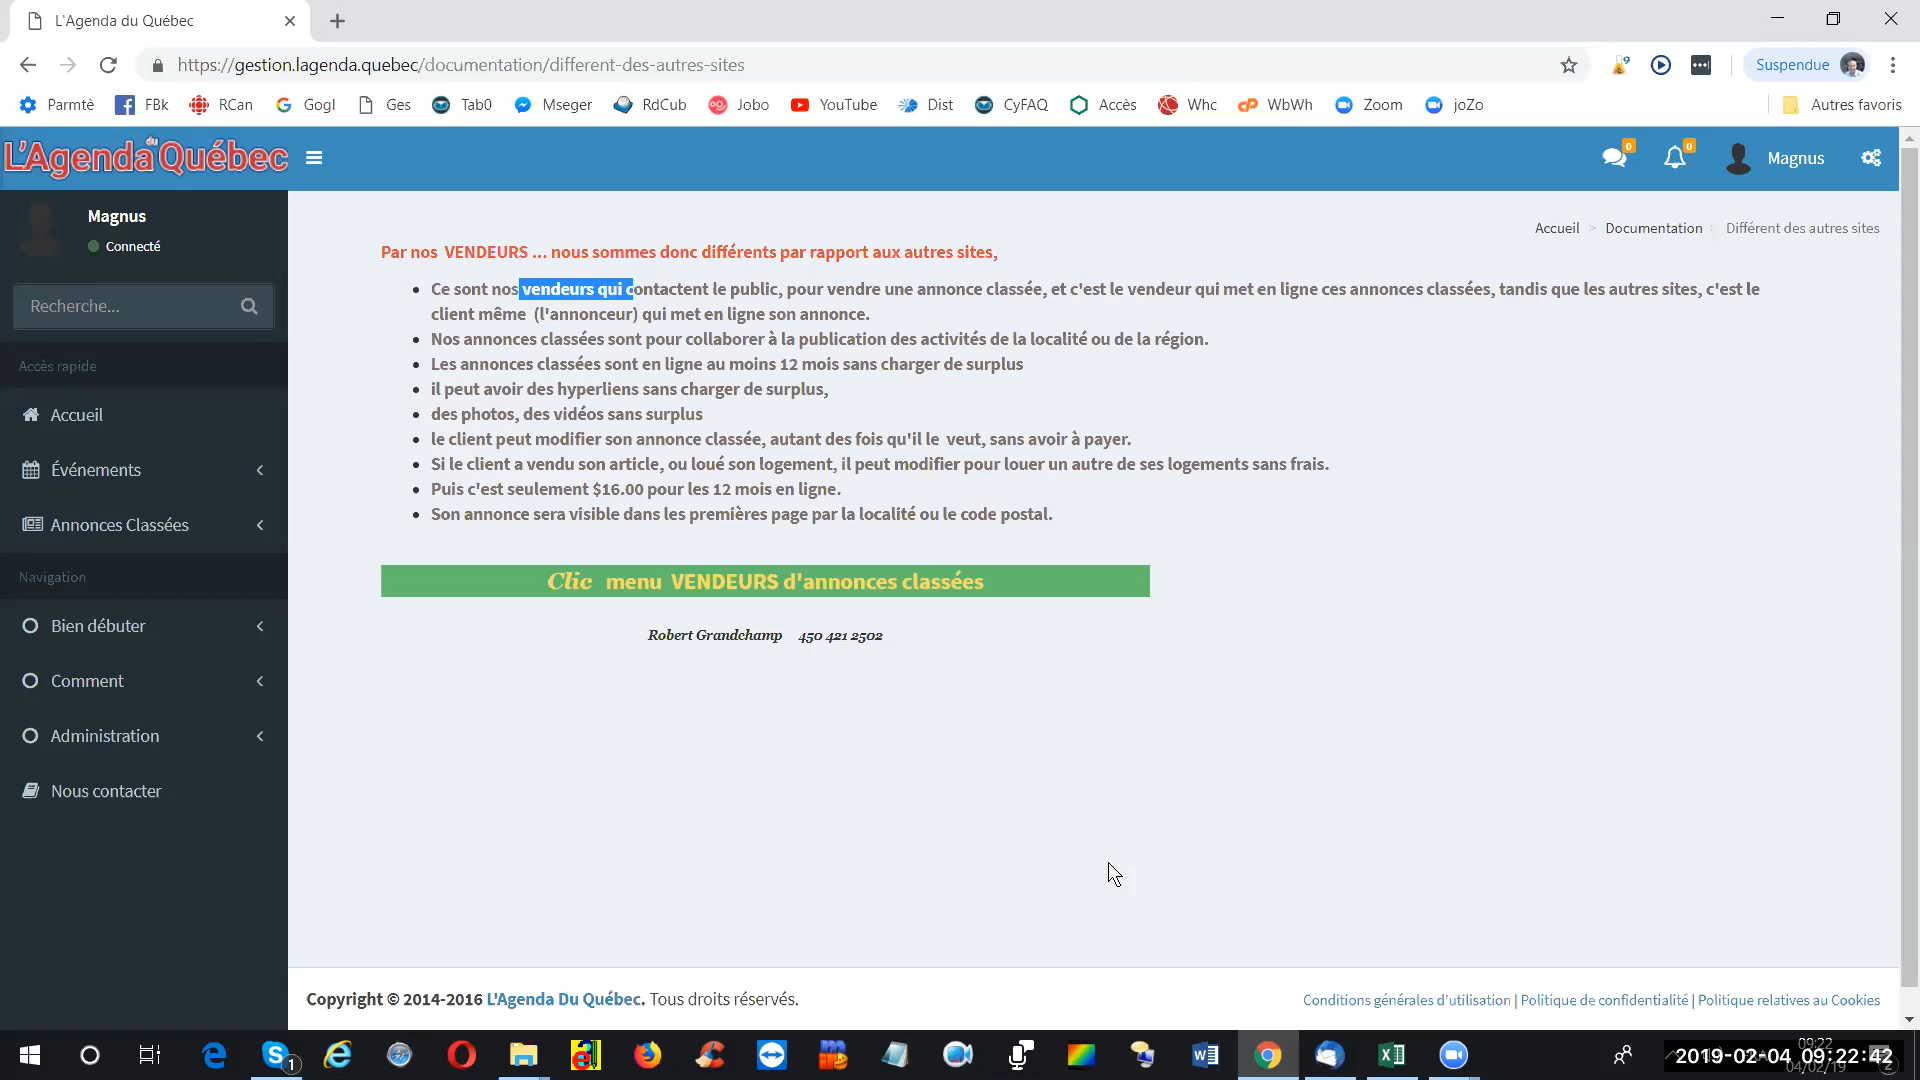 L'Agenda du Québec
https://gestion.lagenda.quebec/documentation/different-des-autres-sites
Suspendue
Parmtè FBk RCan Gogl Ges Tab0 Mseger RdCub Jobo YouTube Dist CyFAQ Accès Whc WbWh Zoom joZo Autres favoris
L'Agenda du Québec
0 0 Magnus
Magnus
Connecté
Recherche...
Accès rapide
Accueil
Événements
Annonces Classées
Navigation
Bien débuter
Comment
Administration
Nous contacter
Accueil > Documentation Différent des autres sites
Par nos VENDEURS ... nous sommes donc différents par rapport aux autres sites,
Ce sont nos vendeurs qui contactent le public, pour vendre une annonce classée, et c'est le vendeur qui met en ligne ces annonces classées, tandis que les autres sites, c'est le
client même (l'annonceur) qui met en ligne son annonce.
Nos annonces classées sont pour collaborer à la publication des activités de la localité ou de la région.
Les annonces classées sont en ligne au moins 12 mois sans charger de surplus
il peut avoir des hyperliens sans charger de surplus,
des photos, des vidéos sans surplus
le client peut modifier son annonce classée, autant des fois qu'il le veut, sans avoir à payer.
Si le client a vendu son article, ou loué son logement, il peut modifier pour louer un autre de ses logements sans frais.
Puis c'est seulement $16.00 pour les 12 mois en ligne.
Son annonce sera visible dans les premières page par la localité ou le code postal.
Clic menu VENDEURS d'annonces classées
Robert Grandchamp 450 421 2502
Copyright © 2014-2016 L'Agenda Du Québec. Tous droits réservés.
Conditions générales d'utilisation | Politique de confidentialité | Politique relatives au Cookies
1
09:22
2019-02-04 09:22:42
04/02/19
2